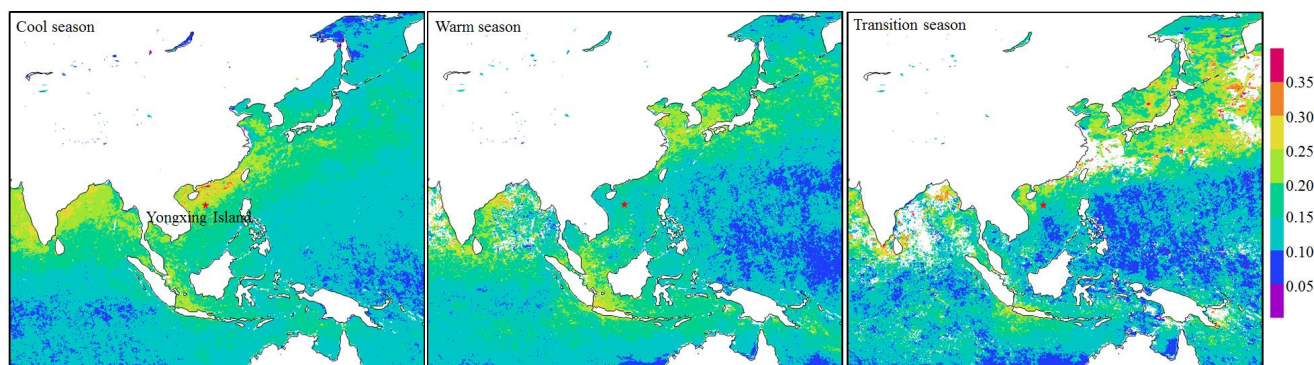 Cool season
Warm season
Transition season
Yongxing Island
0.35
0.30
0.25
0.20
0.15
0.10
0.05